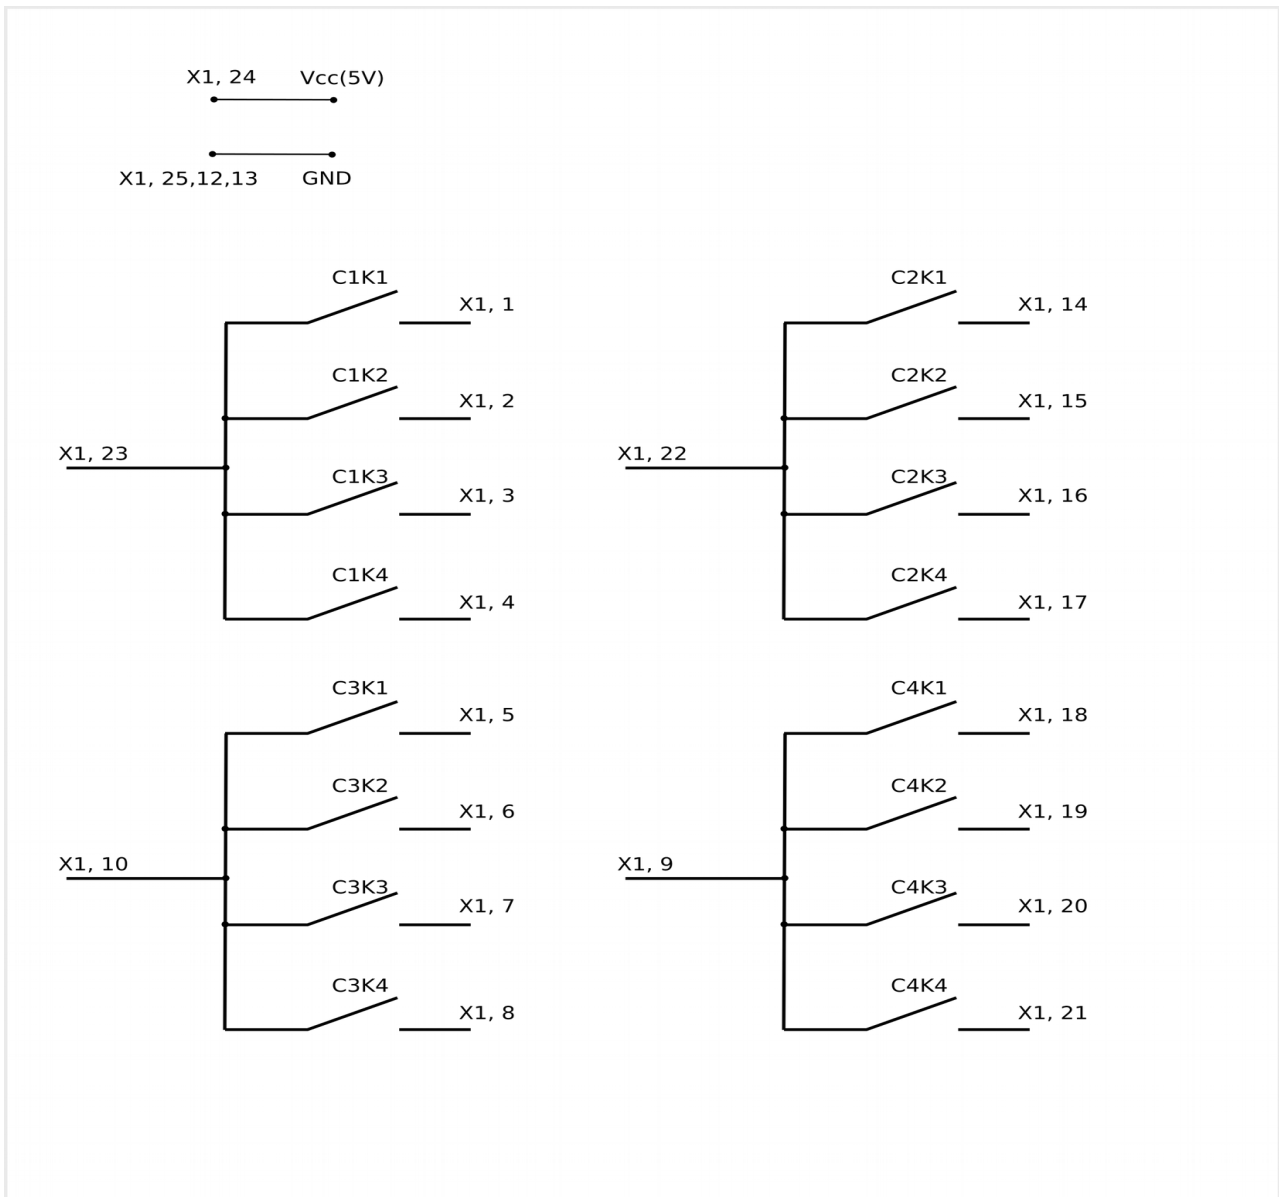 X1, 24 Vcc(5V)
X1, 25,12,13 GND
C1K1
X1, 1
C1K2
X1, 2
X1, 23
C1K3
X1, 3
C1K4
X1, 4
C2K1
X1, 14
C2K2
X1, 15
X1, 22
C2K3
X1, 16
C2K4
X1, 17
C3K1
X1, 5
C3K2
X1, 6
X1, 10
C3K3
X1, 7
C3K4
X1, 8
C4K1
X1, 18
C4K2
X1, 19
X1, 9
C4K3
X1, 20
C4K4
X1, 21